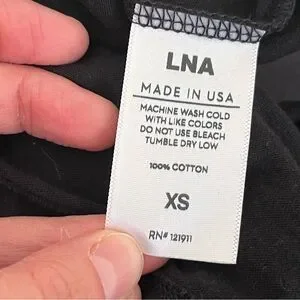 LNA
MADE IN USA
MACHINE WASH COLD
WITH LIKE COLORS
DO NOT USE BLEACH
TUMBLE DRY LOW
100% COTTON
XS
RN# 121911